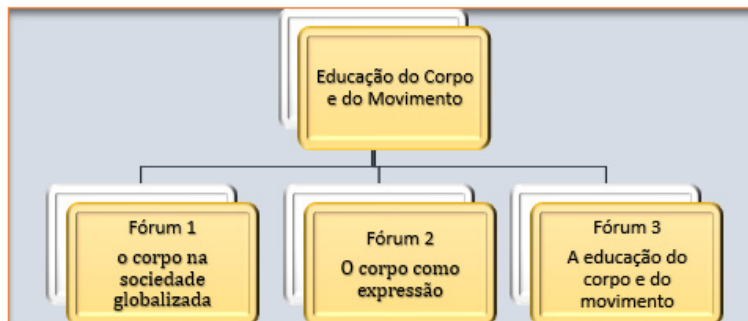 Educação do Corpo
e do Movimento
Fórum 1
o corpo na
sociedade
globalizada
Fórum 2
O corpo como
expressão
Fórum 3
A educação do
corpo e do
movimento